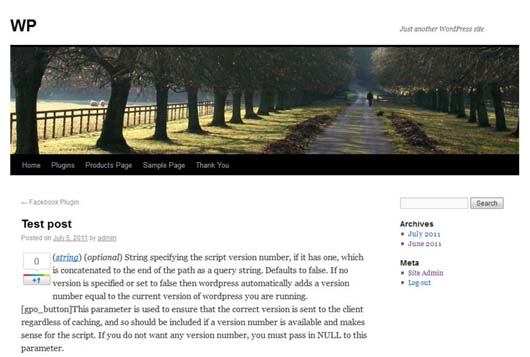 WP
Just another WordPress site
Home Plugins Products Page Sample Page Thank You
← Facebook Plugin
Search
Test post
Posted on July 5, 2011 by admin
0
+1
(string) (optional) String specifying the script version number, if it has one, which
is concatenated to the end of the path as a query string. Defaults to false. If no
version is specified or set to false then wordpress automatically adds a version
number equal to the current version of wordpress you are running.
[gpo_button]This parameter is used to ensure that the correct version is sent to the client
regardless of caching, and so should be included if a version number is available and makes
sense for the script. If you do not want any version number, you must pass in NULL to this
parameter.
Archives
July 2011
June 2011
Meta
Site Admin
Log out